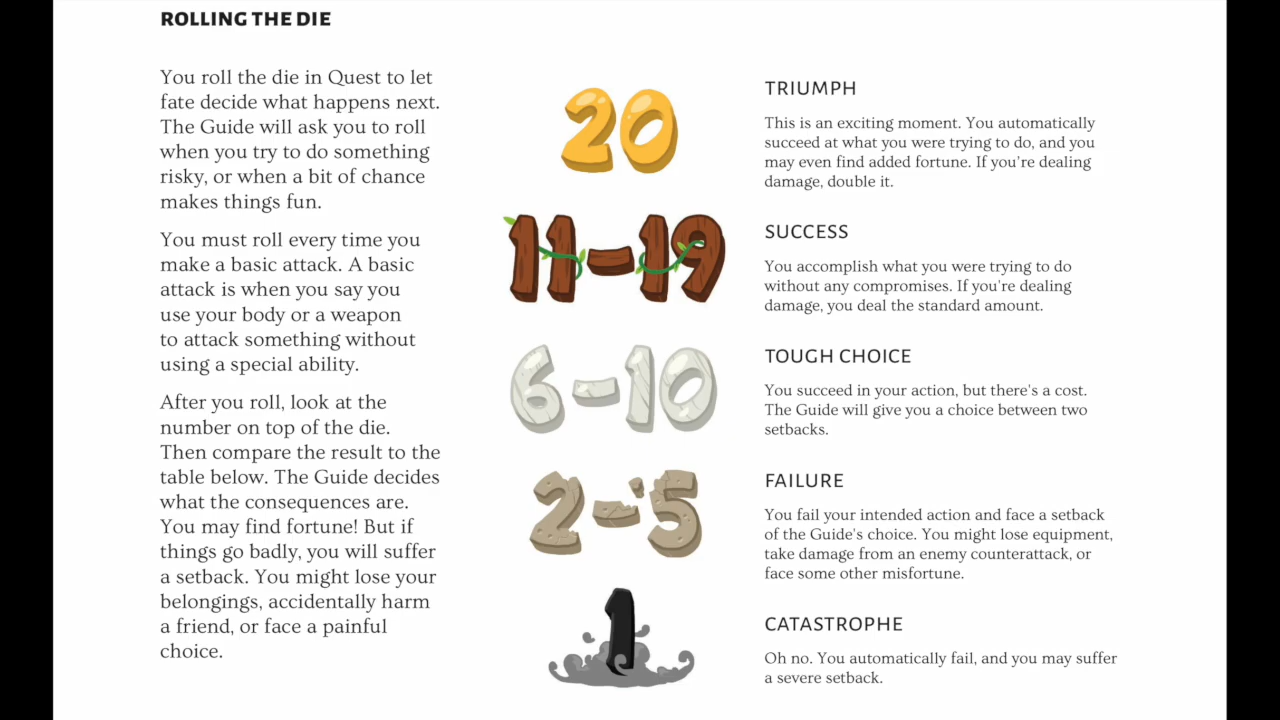 ROLLING THE DIE
You roll the die in Quest to let
fate decide what happens next.
The Guide will ask you to roll
when you try to do something
risky, or when a bit of chance
makes things fun.
You must roll every time you
make a basic attack. A basic
attack is when you say you
use your body or a weapon
to attack something without
using a special ability.
After you roll, look at the
number on top of the die.
Then compare the result to the
table below. The Guide decides
what the consequences are.
You may find fortune! But if
things go badly, you will suffer
a setback. You might lose your
belongings, accidentally harm
a friend, or face a painful
choice.
20
TRIUMPH
This is an exciting moment. You automatically
succeed at what you were trying to do, and you
may even find added fortune. If you're dealing
damage, double it.
11-19
SUCCESS
You accomplish what you were trying to do
without any compromises. If you're dealing
damage, you deal the standard amount.
6-10
TOUGH CHOICE
You succeed in your action, but there's a cost.
The Guide will give you a choice between two
setbacks.
2-5
FAILURE
You fail your intended action and face a setback
of the Guide's choice. You might lose equipment,
take damage from an enemy counterattack, or
face some other misfortune.
1
CATASTROPHE
Oh no. You automatically fail, and you may suffer
a severe setback.